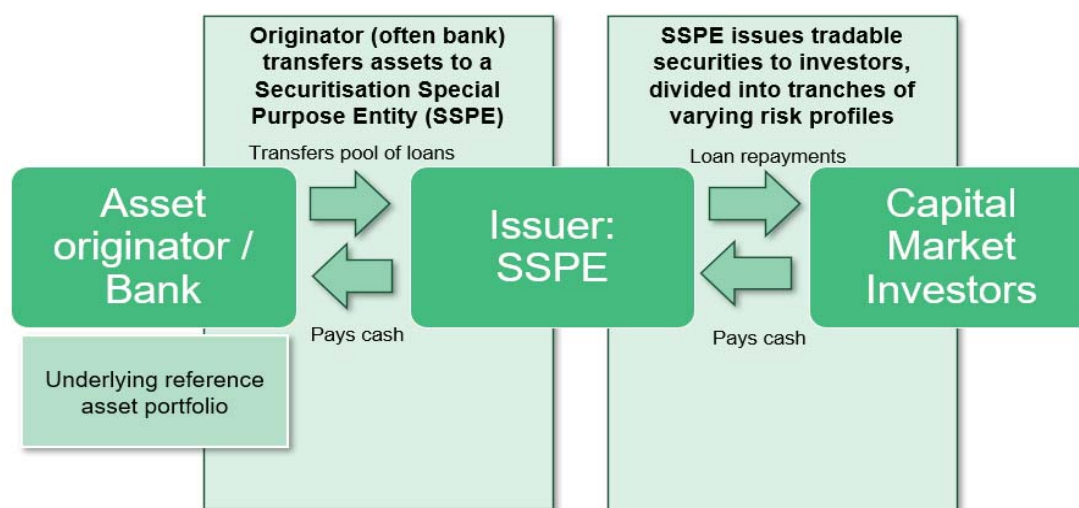 Originator (often bank)
transfers assets to a
Securitisation Special
Purpose Entity (SSPE)
Transfers pool of loans
SSPE issues tradable
securities to investors,
divided into tranches of
varying risk profiles
Loan repayments
Asset
originator /
Bank
Issuer:
SSPE
Capital
Market
Investors
Pays cash
Pays cash
Underlying reference
asset portfolio